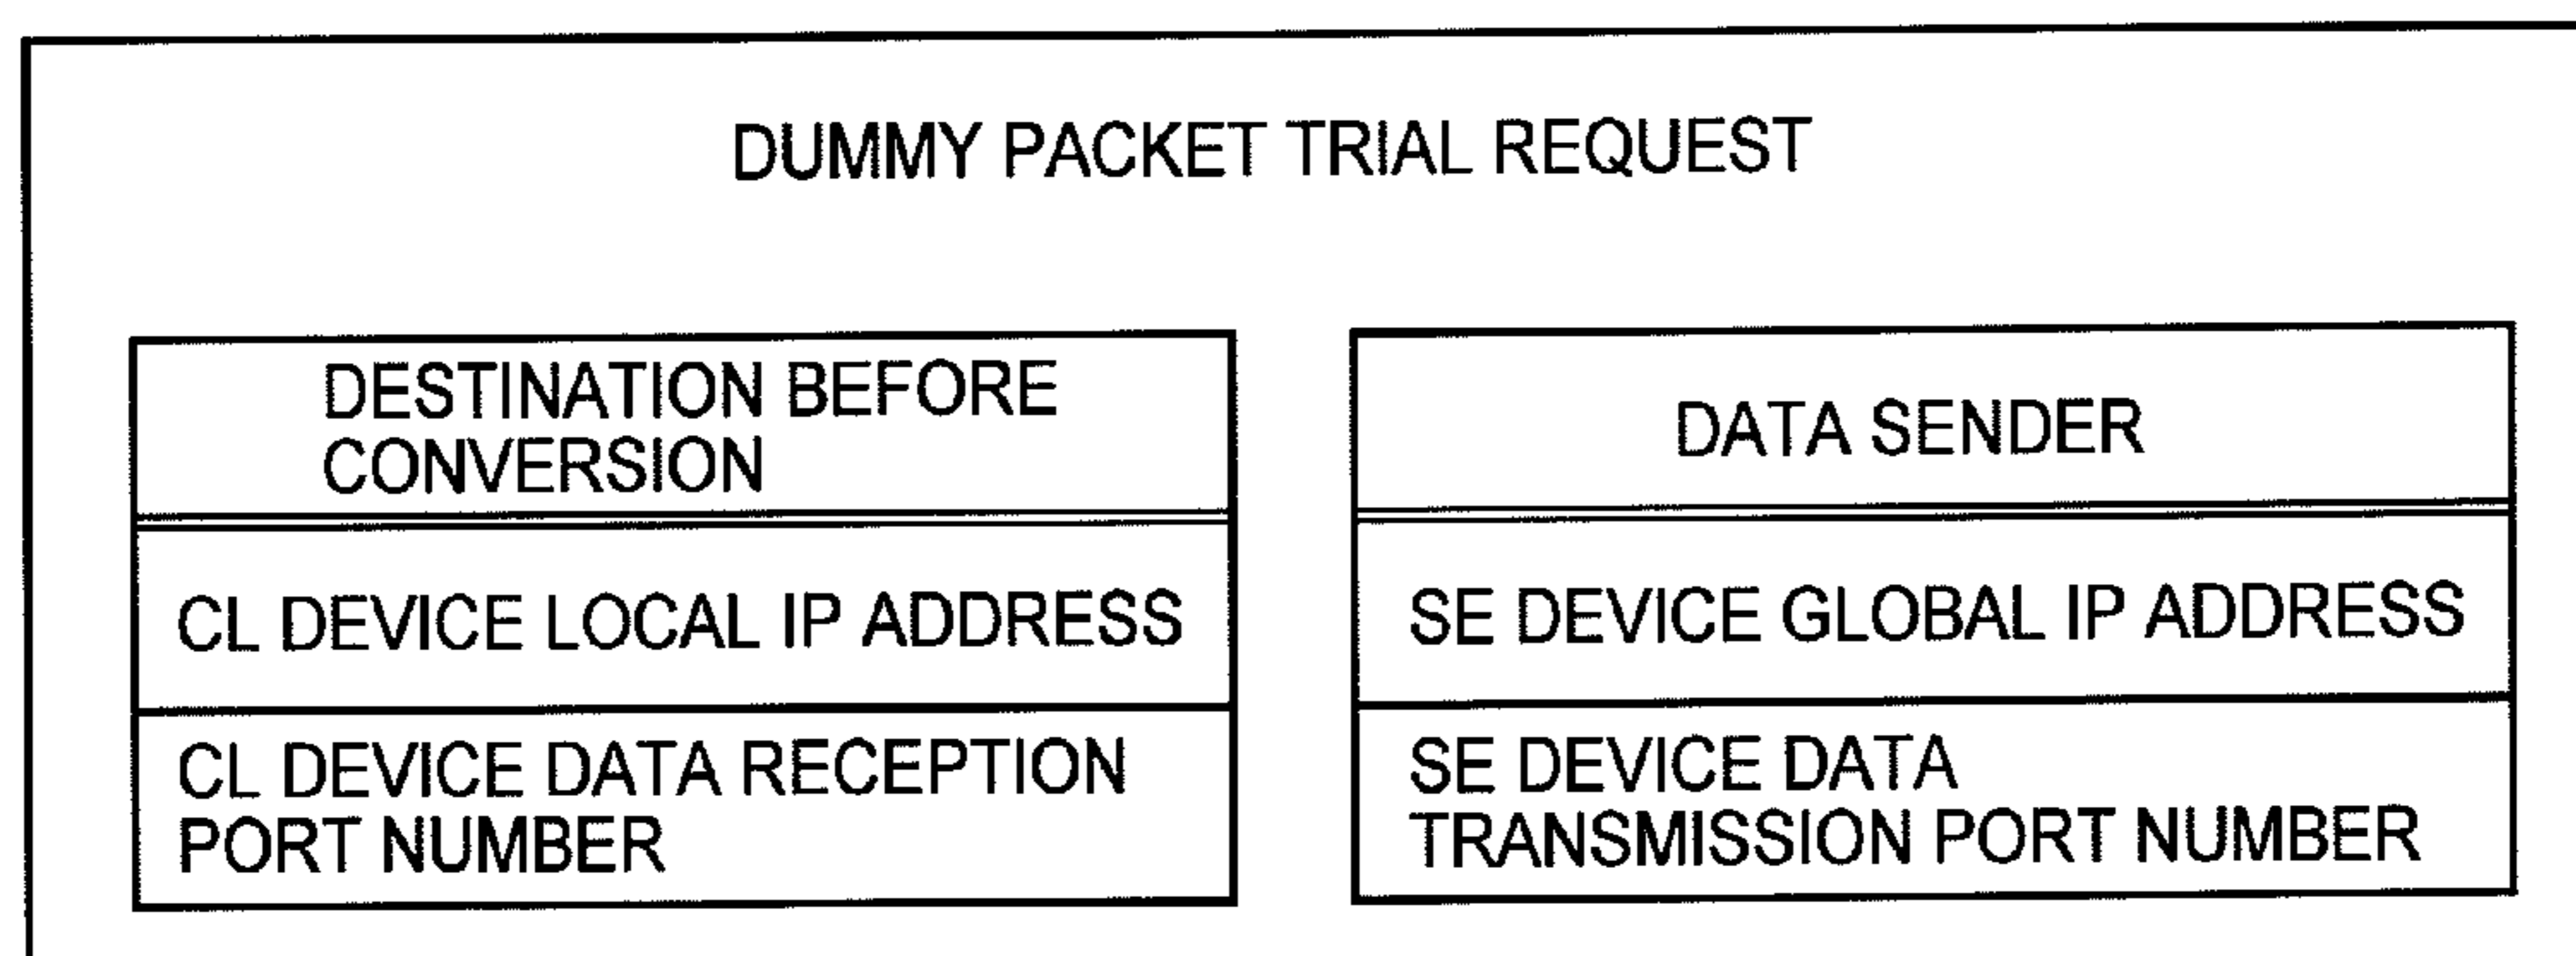 DUMMY PACKET TRIAL REQUEST
DESTINATION BEFORE
CONVERSION
CL DEVICE LOCAL IP ADDRESS
CL DEVICE DATA RECEPTION
PORT NUMBER
DATA SENDER
SE DEVICE GLOBAL IP ADDRESS
SE DEVICE DATA
TRANSMISSION PORT NUMBER